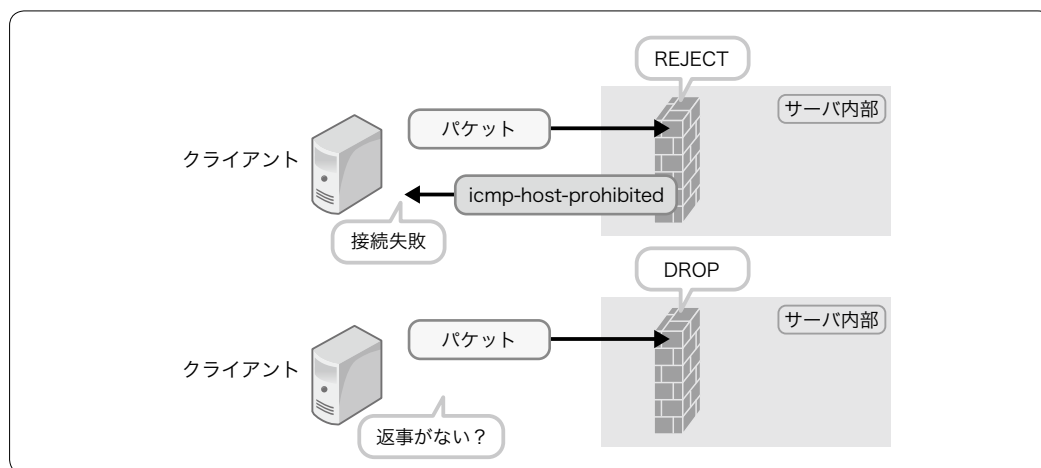 REJECT
サーバ内部
パケット
クライアント
icmp-host-prohibited
接続失敗
DROP
サーバ内部
パケット
クライアント
返事がない？